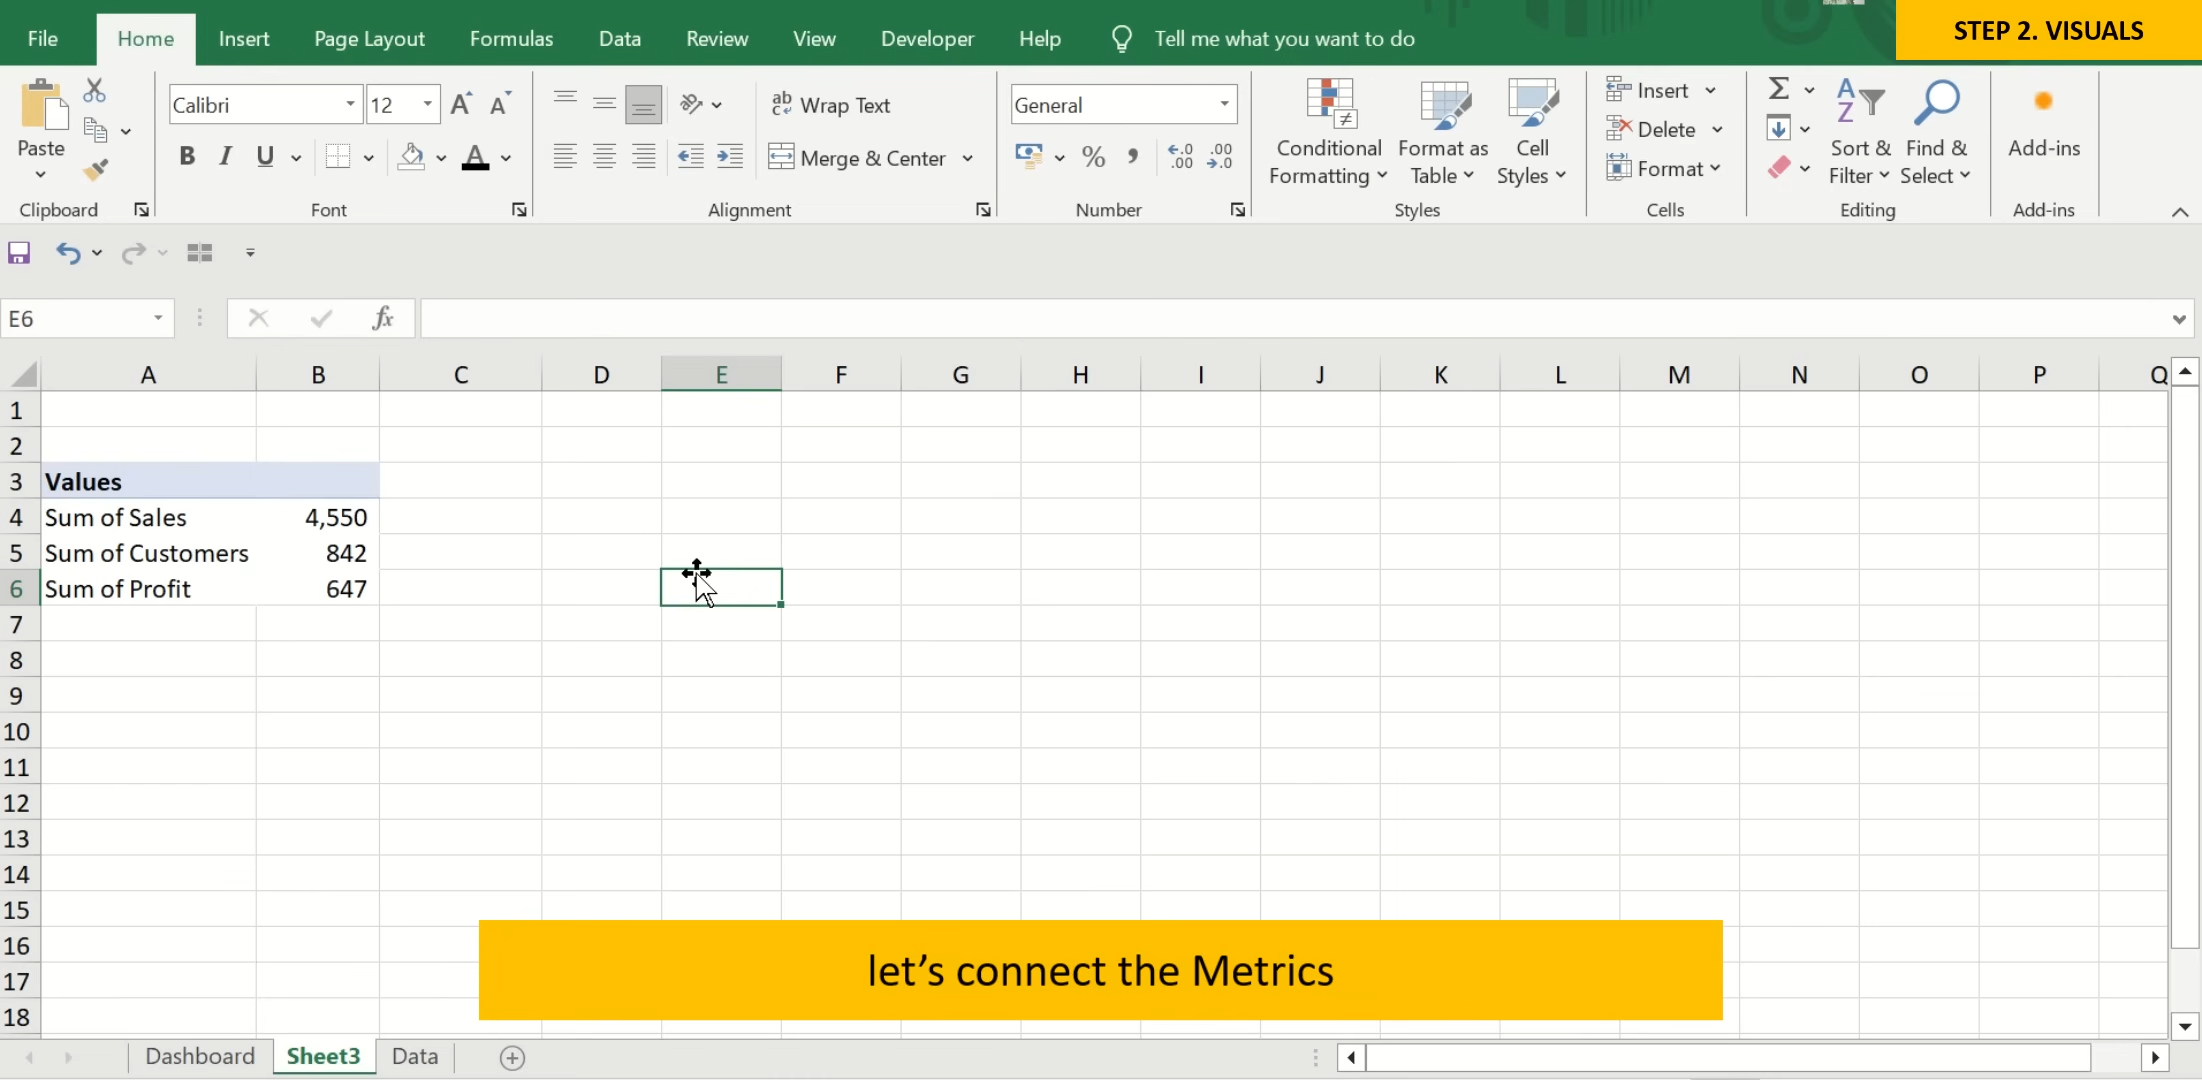 STEP 2. VISUALS
File Home Insert Page Layout Formulas Data Review View Developer Help Tell me what you want to do
Paste
Clipboard
Calibri 12
B I U A
Font
ab Wrap Text
Merge & Center
Alignment
General
% ,
Number
Conditional Formatting
Format as Table
Cell Styles
Styles
Insert
Delete
Format
Cells
Sort & Filter
Find & Select
Editing
Add-ins
Add-ins
E6 fx
A B C D E F G H I J K L M N O P Q
1
2
3 Values
4 Sum of Sales 4,550
5 Sum of Customers 842
6 Sum of Profit 647
7
8
9
10
11
12
13
14
15
16
17
18
let’s connect the Metrics
Dashboard Sheet3 Data